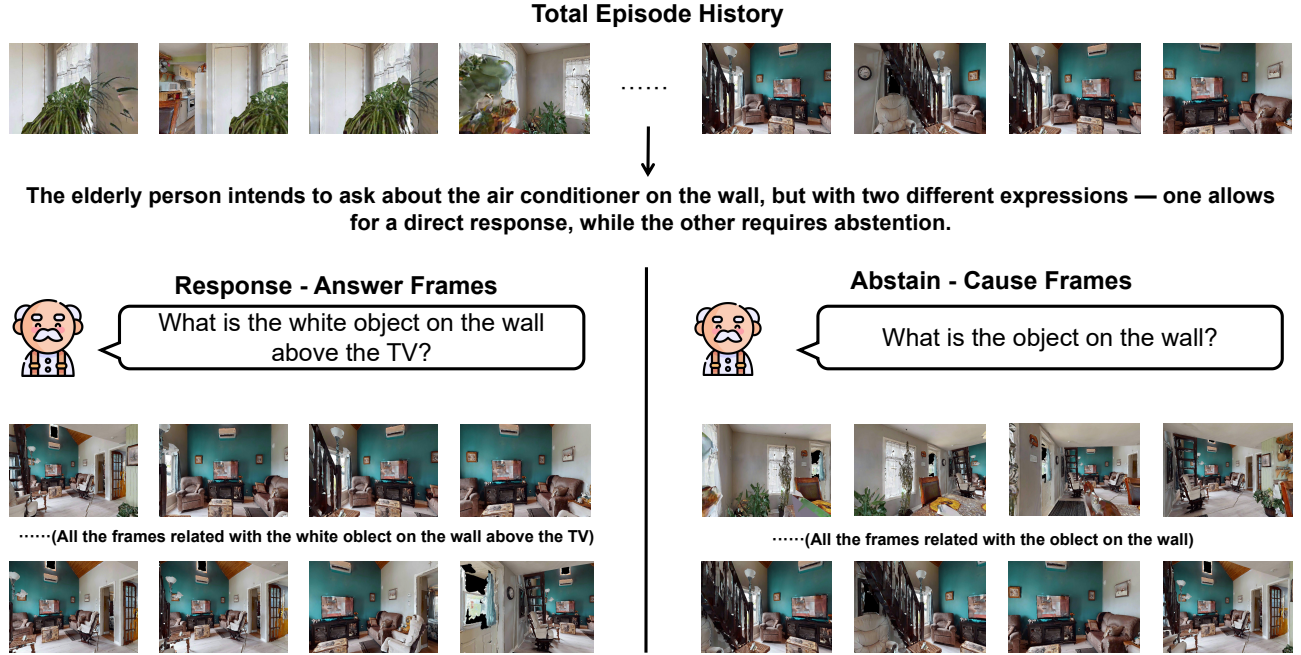 Total Episode History
......
The elderly person intends to ask about the air conditioner on the wall, but with two different expressions — one allows
for a direct response, while the other requires abstention.
Response - Answer Frames
What is the white object on the wall
above the TV?
······(All the frames related with the white oblect on the wall above the TV)
Abstain - Cause Frames
What is the object on the wall?
······(All the frames related with the oblect on the wall)